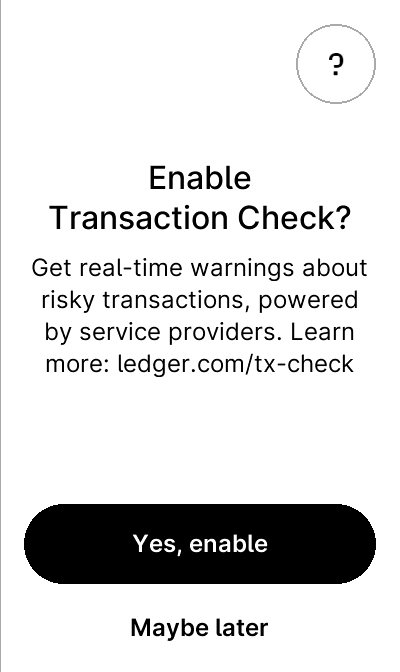 ?
Enable
Transaction Check?
Get real-time warnings about
risky transactions, powered
by service providers. Learn
more: ledger.com/tx-check
Yes, enable
Maybe later